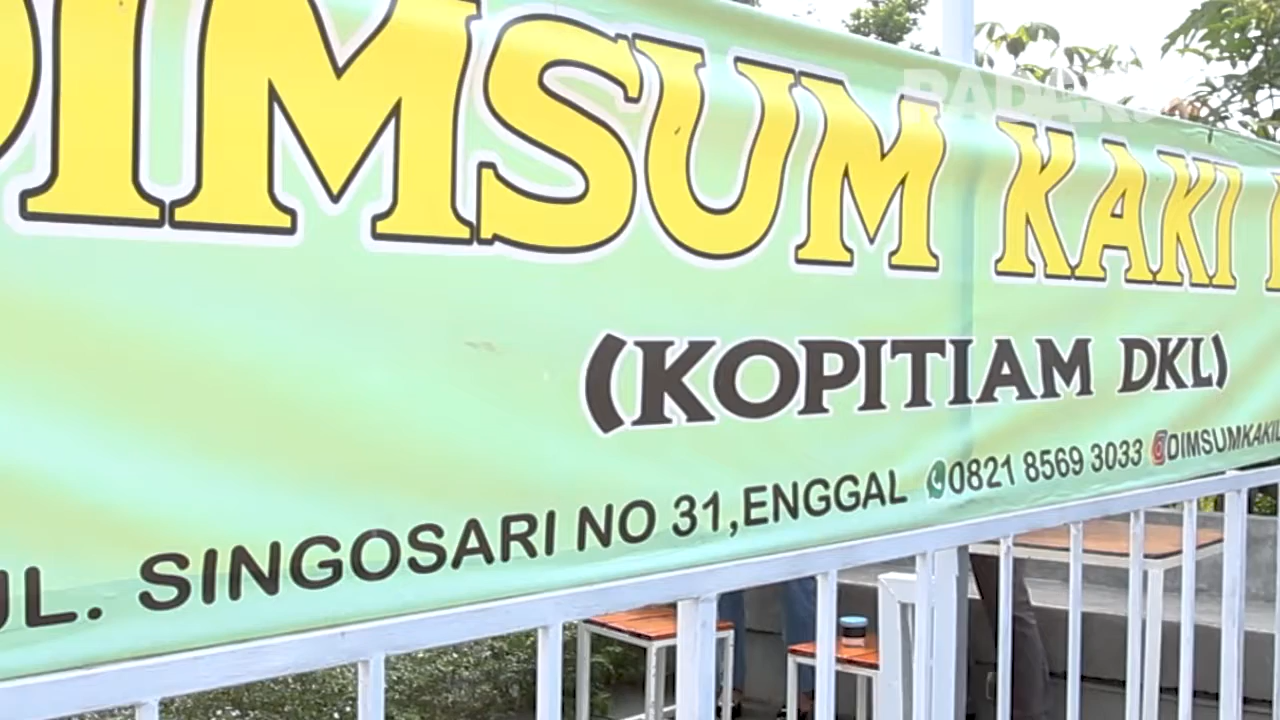 DIMSUM KAKI
(KOPITIAM DKL)
JL. SINGOSARI NO 31,ENGGAL 0821 8569 3033 DIMSUMKAKIL